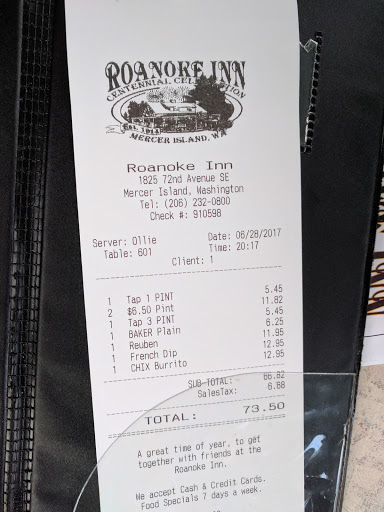 ROANOKE INN
CENTENNIAL CELEBRATION
EST. 1914
MERCER ISLAND, WA
Roanoke Inn
1825 72nd Avenue SE
Mercer Island, Washington
Tel: (206) 232-0800
Check #: 910598
Server: Ollie Date: 06/28/2017
Table: 601 Time: 20:17
Client: 1
1 Tap 1 PINT 5.45
2 $6.50 Pint 11.82
1 Tap 3 PINT 5.45
1 BAKER Plain 6.25
1 Reuben 11.95
1 French Dip 12.95
1 CHIX Burrito 12.95
SUB-TOTAL: 66.82
SalesTax: 6.68
TOTAL: 73.50
A great time of year, to get
together with friends at the
Roanoke Inn.
We accept Cash & Credit Cards.
Food Specials 7 days a week.